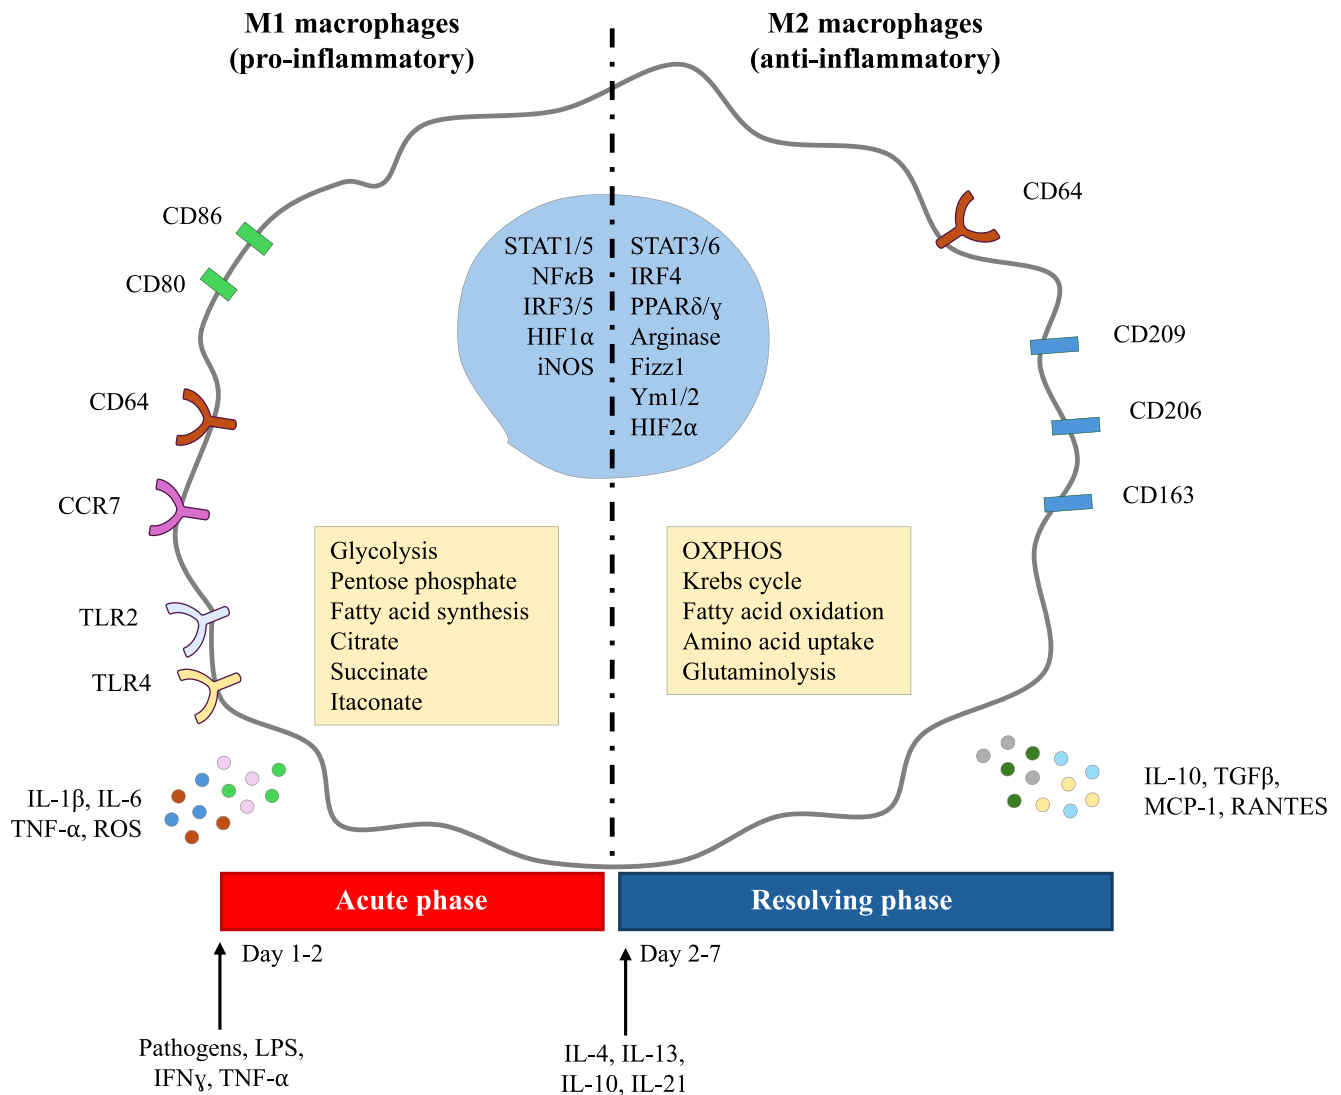 M1 macrophages
(pro-inflammatory)
M2 macrophages
(anti-inflammatory)
CD86
CD80
CD64
CCR7
TLR2
TLR4
STAT1/5
NFκB
IRF3/5
HIF1α
iNOS
STAT3/6
IRF4
PPARδ/ɣ
Arginase
Fizz1
Ym1/2
HIF2α
CD64
CD209
CD206
CD163
Glycolysis
Pentose phosphate
Fatty acid synthesis
Citrate
Succinate
Itaconate
OXPHOS
Krebs cycle
Fatty acid oxidation
Amino acid uptake
Glutaminolysis
IL-1β, IL-6
TNF-α, ROS
IL-10, TGFβ,
MCP-1, RANTES
Acute phase
Resolving phase
Day 1-2
Day 2-7
Pathogens, LPS,
IFNɣ, TNF-α
IL-4, IL-13,
IL-10, IL-21